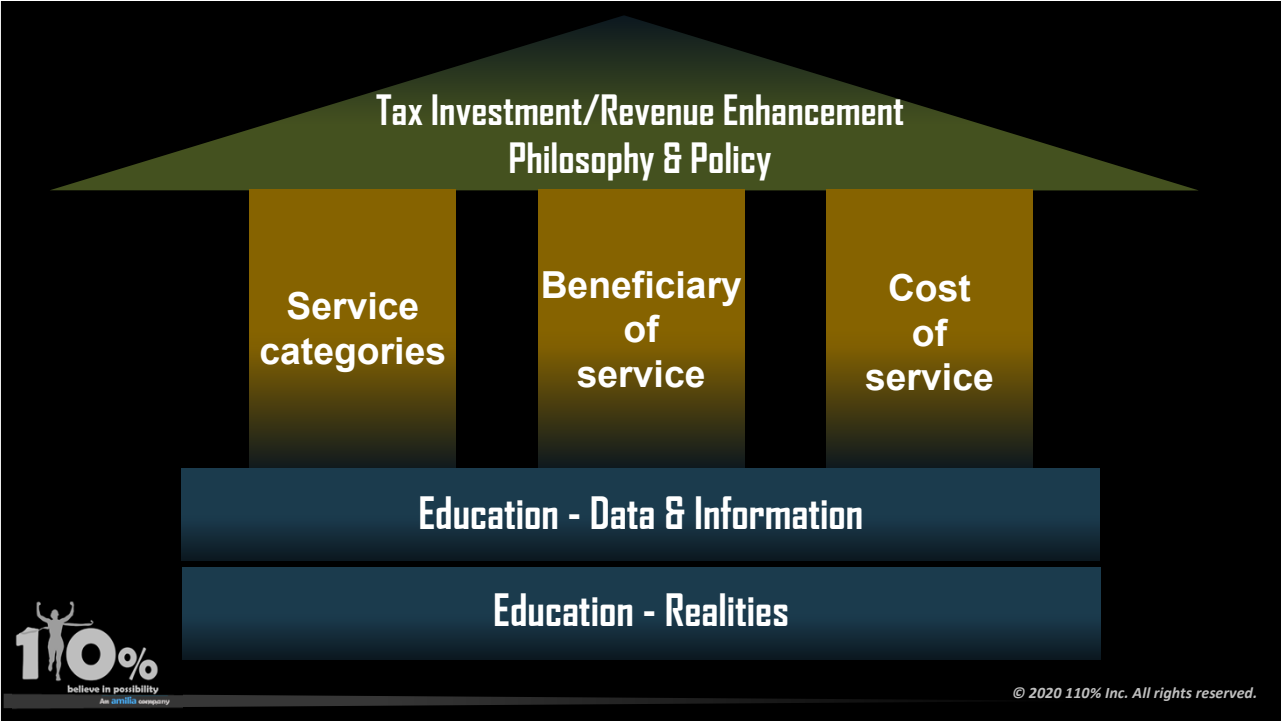 Tax Investment/Revenue Enhancement
Philosophy & Policy
Service
categories
Beneficiary
of
service
Cost
of
service
Education - Data & Information
Education - Realities
110%
believe in possibility
An amilia company
© 2020 110% Inc. All rights reserved.